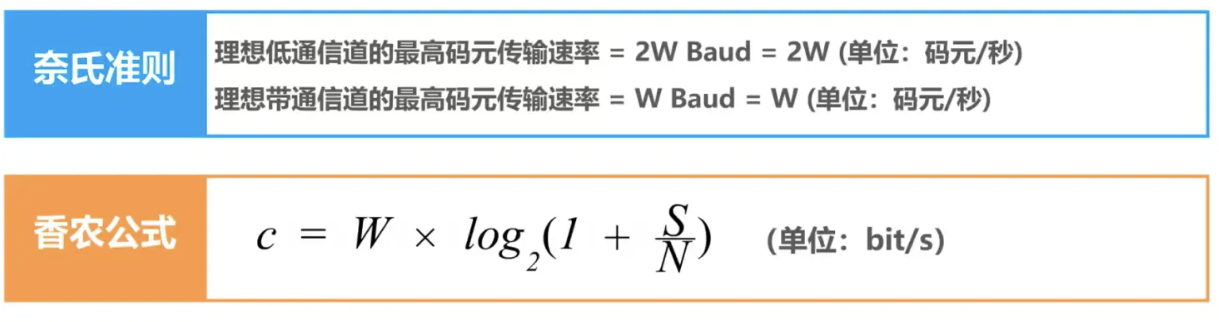 奈氏准则
理想低通信道的最高码元传输速率 = 2W Baud = 2W (单位：码元/秒)
理想带通信道的最高码元传输速率 = W Baud = W (单位：码元/秒)
香农公式
c = W × log₂(1 + S/N) (单位：bit/s)